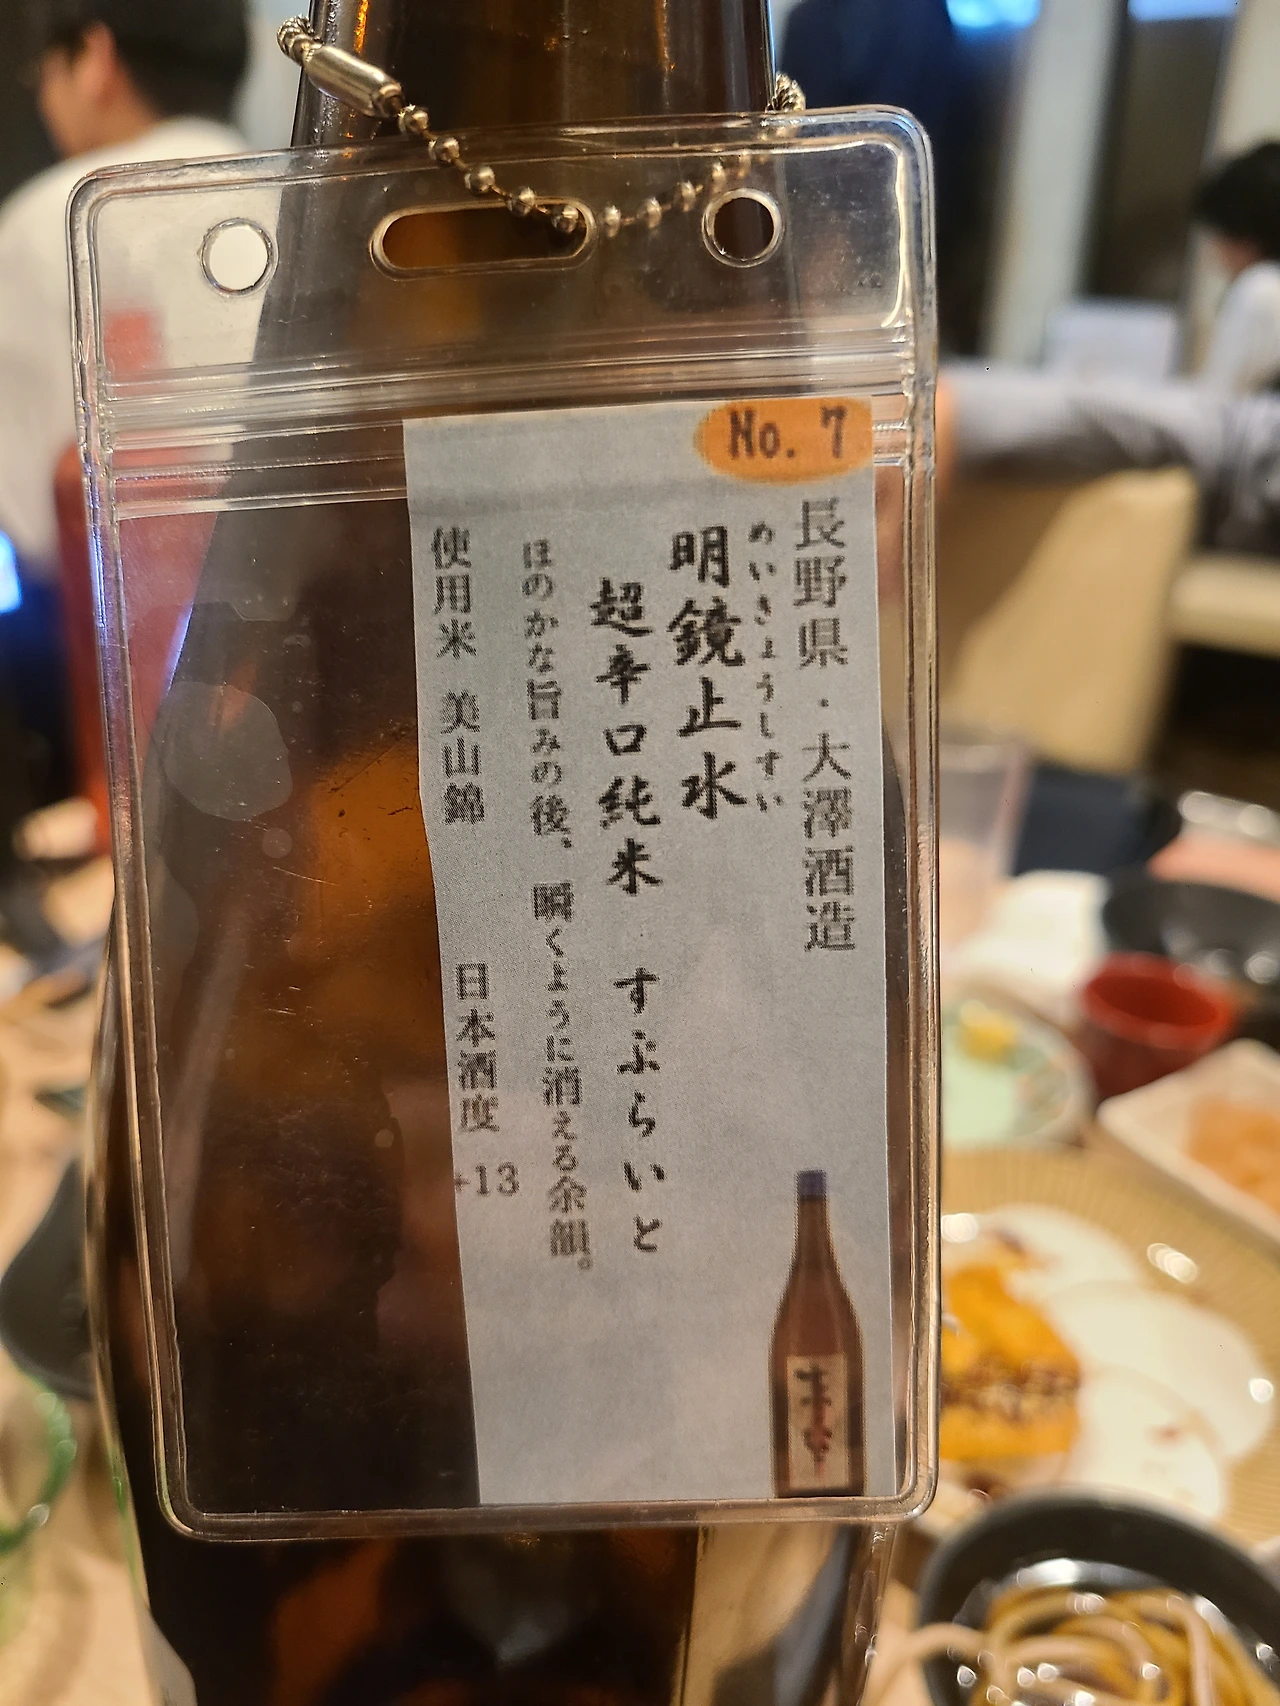 No. 7
長野県・大澤酒造
めいきょうしすい
明鏡止水
超辛口純米 すぷらいと
ほのかな旨みの後、瞬くように消える余韻。
使用米 美山錦 日本酒度 +13